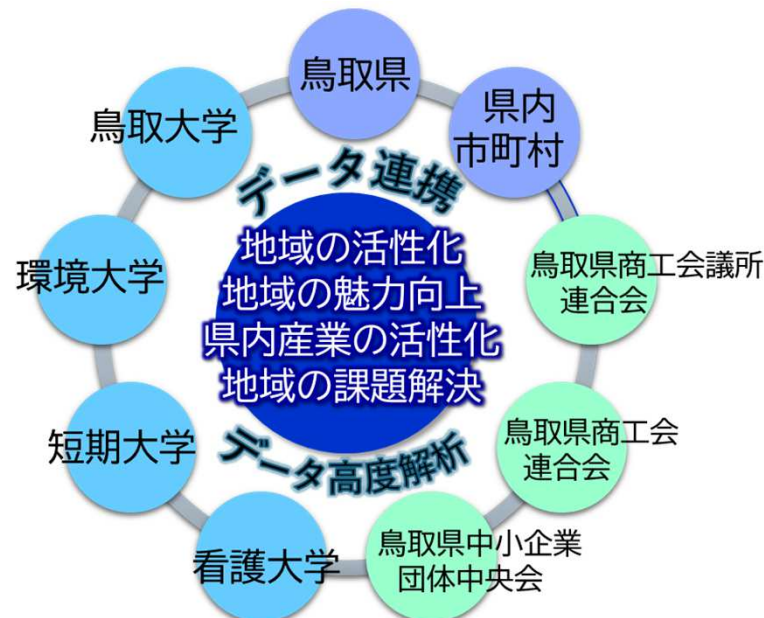 鳥取県
県内
市町村
鳥取県商工会議所
連合会
鳥取県商工会
連合会
鳥取県中小企業
団体中央会
看護大学
短期大学
環境大学
鳥取大学
データ連携
地域の活性化
地域の魅力向上
県内産業の活性化
地域の課題解決
データ高度解析